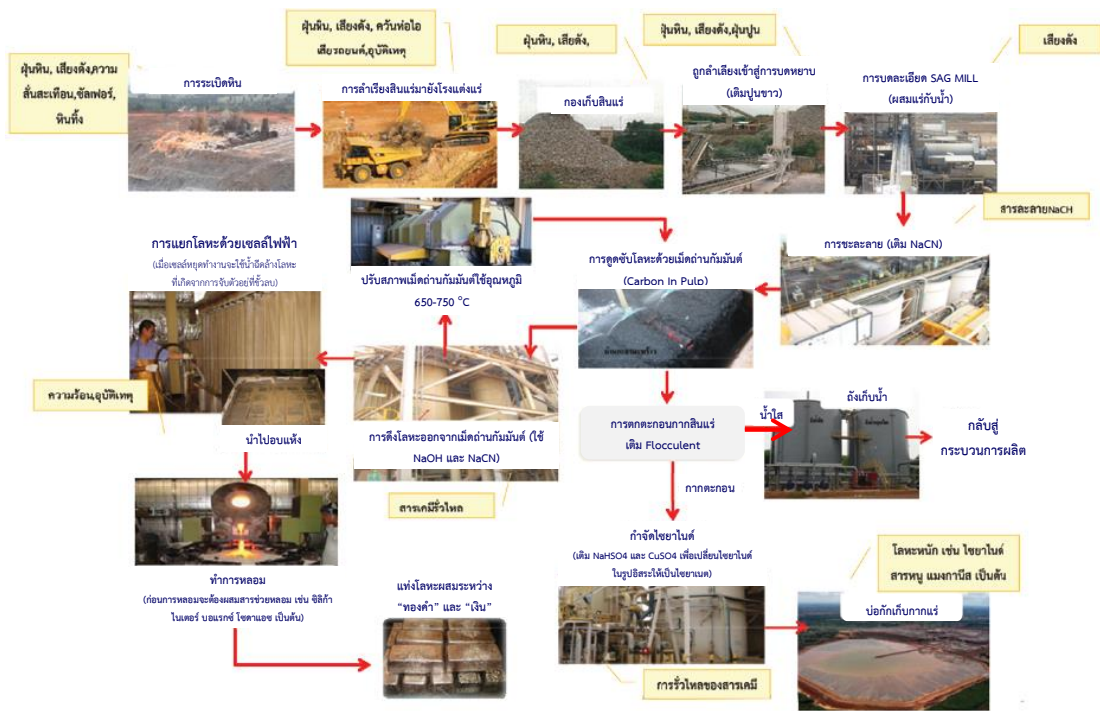 ฝุ่นหิน, เสียงดัง,ความ
สั่นสะเทือน,ซัลเฟอร์,
หินทิ้ง
การระเบิดหิน
ฝุ่นหิน, เสียงดัง, ควันท่อไอ
เสียรถยนต์,อุบัติเหตุ
การลำเรียงสินแร่มายังโรงแต่งแร่
ฝุ่นหิน, เสียดัง,
กองเก็บสินแร่
ฝุ่นหิน, เสียงดัง,ฝุ่นปูน
ถูกลำเลียงเข้าสู่การบดหยาบ
(เติมปูนขาว)
เสียงดัง
การบดละเอียด SAG MILL
(ผสมแร่กับน้ำ)
สารละลายNaCH
การชะละลาย (เติม NaCN)
การดูดซับโลหะด้วยเม็ดถ่านกัมมันต์
(Carbon In Pulp)
ปรับสภาพเม็ดถ่านกัมมันต์ใช้อุณหภูมิ
650-750 °C
การแยกโลหะด้วยเซลล์ไฟฟ้า
(เมื่อเซลล์หยุดทำงานจะใช้น้ำฉีดล้างโลหะ
ที่เกิดจากการจับตัวอยู่ที่ขั้วลบ)
ความร้อน,อุบัติเหตุ
นำไปอบแห้ง
การดึงโลหะออกจากเม็ดถ่านกัมมันต์ (ใช้
NaOH และ NaCN)
สารเคมีรั่วไหล
การตกตะกอนกากสินแร่
เติม Flocculent
น้ำใส
ถังเก็บน้ำ
กลับสู่
กระบวนการผลิต
กากตะกอน
กำจัดไซยาไนด์
(เติม NaHSO4 และ CuSO4 เพื่อเปลี่ยนไซยาไนด์
ในรูปอิสระให้เป็นไซยาเนต)
การรั่วไหลของสารเคมี
โลหะหนัก เช่น ไซยาไนด์
สารหนู แมงกานีส เป็นต้น
บ่อกักเก็บกากแร่
ทำการหลอม
(ก่อนการหลอมจะต้องผสมสารช่วยหลอม เช่น ซิลิก้า
ไนเตอร์ บอแรกซ์ โซดาแอซ เป็นต้น)
แท่งโลหะผสมระหว่าง
"ทองคำ" และ "เงิน"